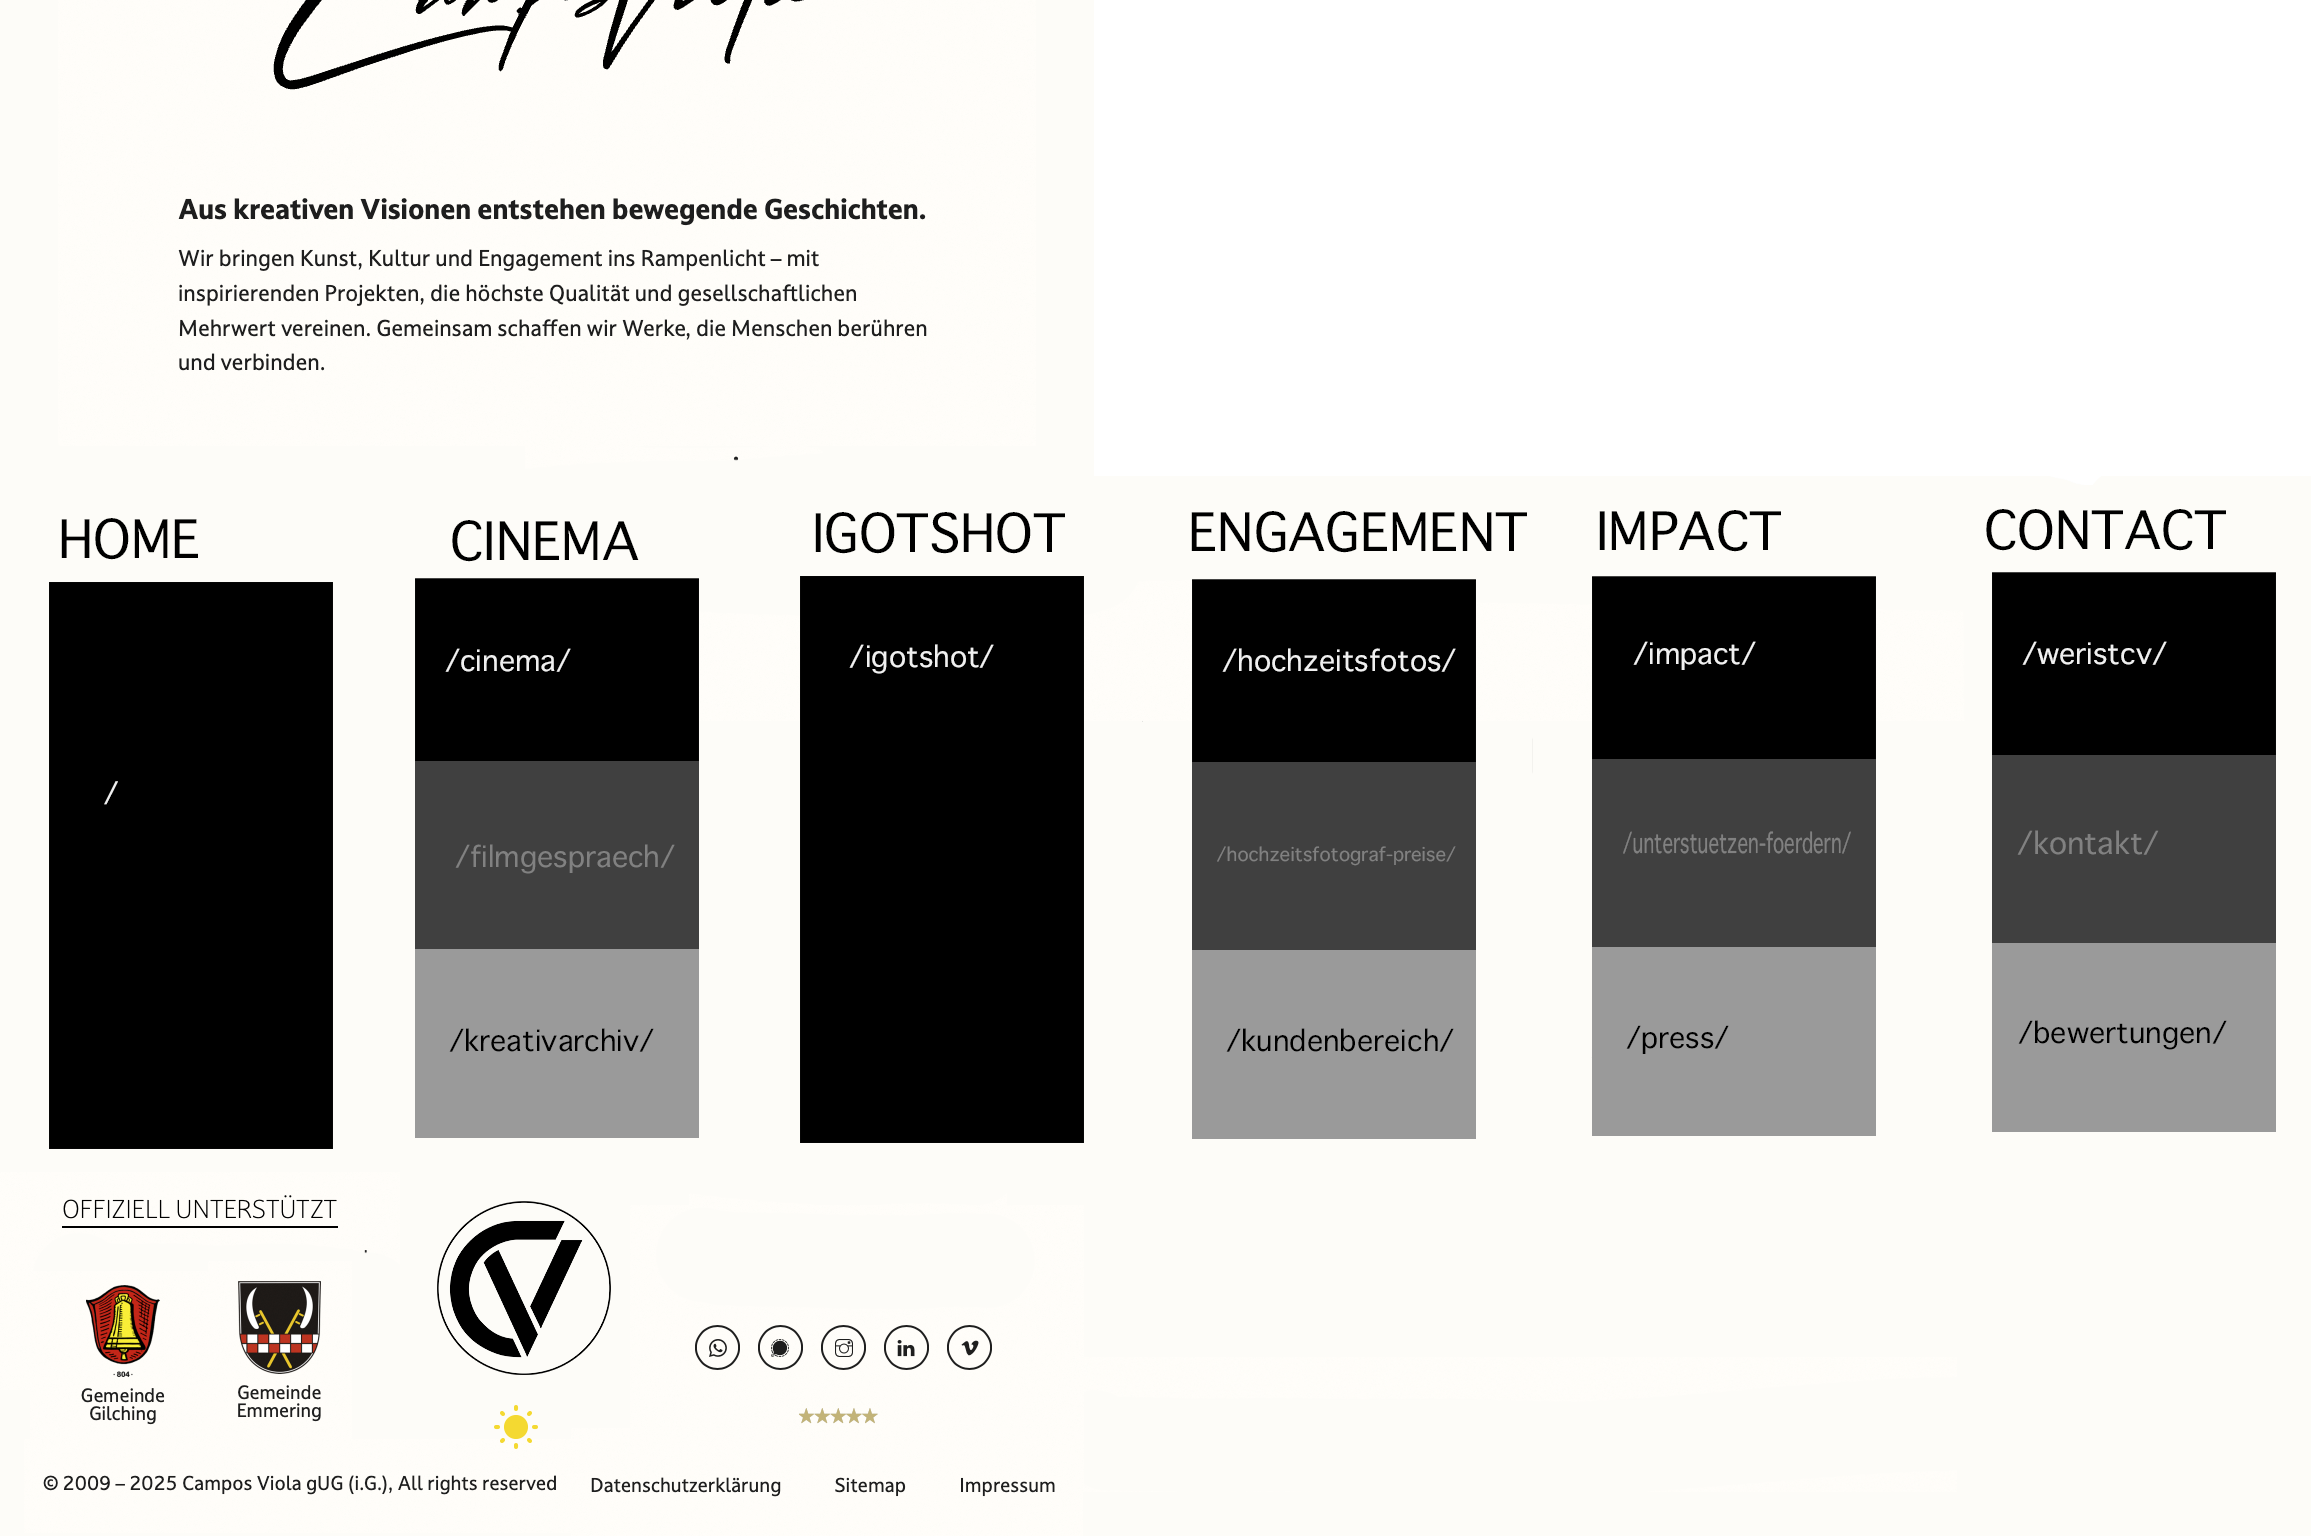 Aus kreativen Visionen entstehen bewegende Geschichten.
Wir bringen Kunst, Kultur und Engagement ins Rampenlicht – mit
inspirierenden Projekten, die höchste Qualität und gesellschaftlichen
Mehrwert vereinen. Gemeinsam schaffen wir Werke, die Menschen berühren
und verbinden.
HOME
/
CINEMA
/cinema/
/filmgespraech/
/kreativarchiv/
IGOTSHOT
/igotshot/
ENGAGEMENT
/hochzeitsfotos/
/hochzeitsfotograf-preise/
/kundenbereich/
IMPACT
/impact/
/unterstuetzen-foerdern/
/press/
CONTACT
/weristcv/
/kontakt/
/bewertungen/
OFFIZIELL UNTERSTÜTZT
·804·
Gemeinde
Gilching
Gemeinde
Emmering
CV
in
© 2009 – 2025 Campos Viola gUG (i.G.), All rights reserved
Datenschutzerklärung
Sitemap
Impressum